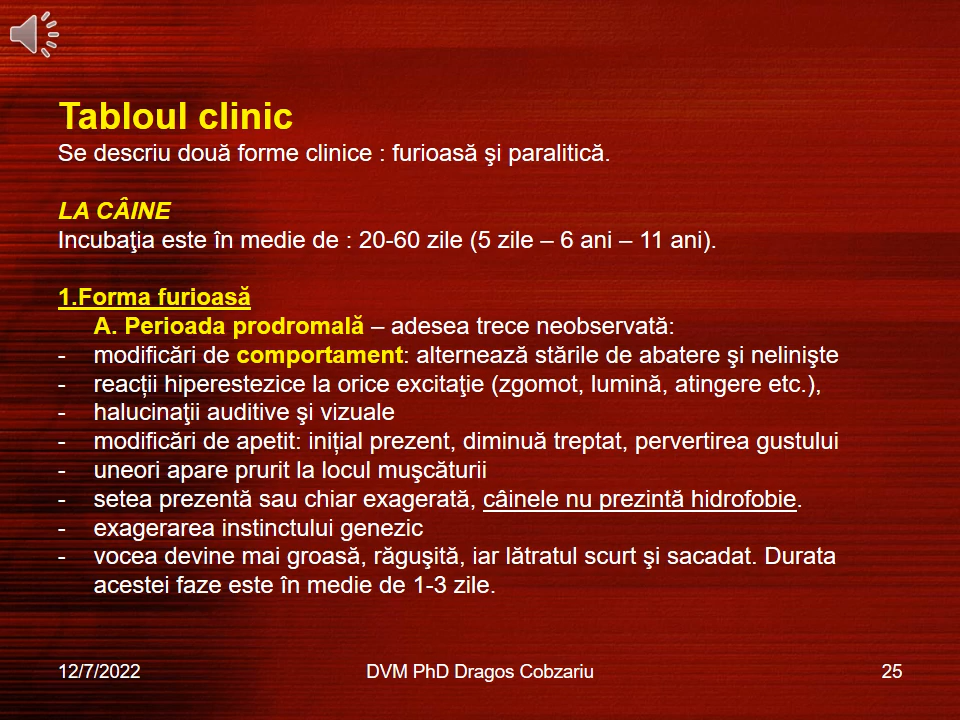 Tabloul clinic
Se descriu două forme clinice : furioasă şi paralitică.
LA CÂINE
Incubaţia este în medie de : 20-60 zile (5 zile – 6 ani – 11 ani).
1.Forma furioasă
A. Perioada prodromală – adesea trece neobservată:
- modificări de comportament: alternează stările de abatere şi nelinişte
- reacții hiperestezice la orice excitaţie (zgomot, lumină, atingere etc.),
- halucinaţii auditive şi vizuale
- modificări de apetit: inițial prezent, diminuă treptat, pervertirea gustului
- uneori apare prurit la locul muşcăturii
- setea prezentă sau chiar exagerată, câinele nu prezintă hidrofobie.
- exagerarea instinctului genezic
- vocea devine mai groasă, răguşită, iar lătratul scurt şi sacadat. Durata
acestei faze este în medie de 1-3 zile.
12/7/2022 DVM PhD Dragos Cobzariu 25